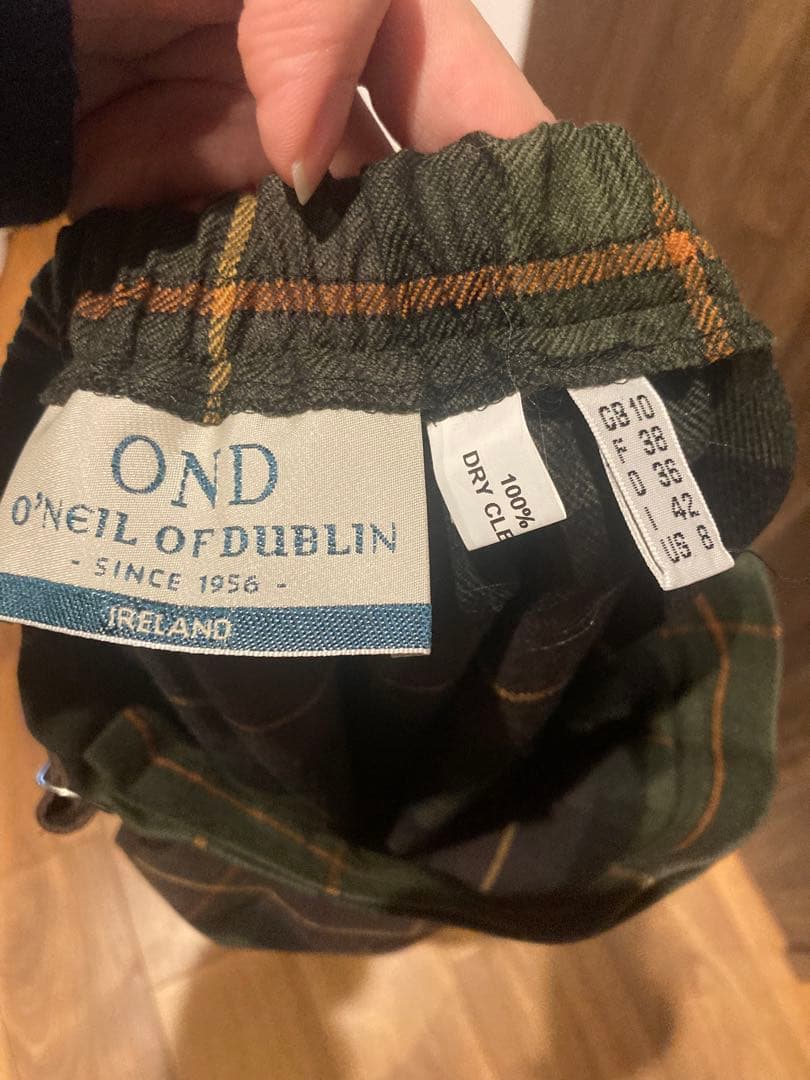 OND
O'NEIL OF DUBLIN
- SINCE 1956 -
IRELAND
100%
DRY CLE
GB 10
F 38
D 36
I 42
US 8